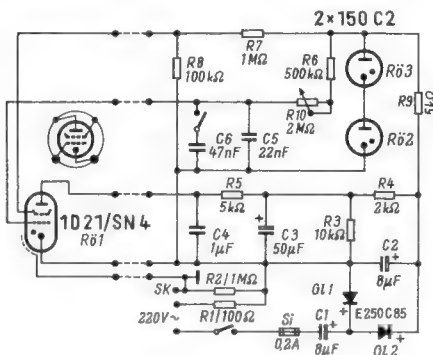 2×150 C2
R7
1MΩ
R8
100kΩ
R6
500kΩ
Rö3
R9
5kΩ
R10
2MΩ
C6
47nF
C5
22nF
Rö2
1D21/SN4
Rö1
R5
5kΩ
R4
2kΩ
C4
1µF
C3
50µF
R3
10kΩ
C2
8µF
SK
R2/1MΩ
GL1
E250C85
220V~
R1/100Ω
Si
0,2A
C1
8µF
GL2